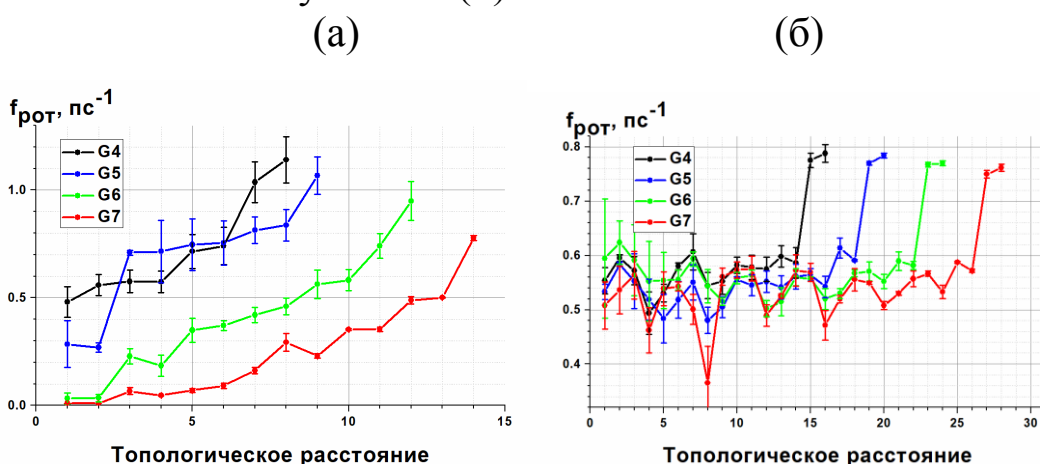 (а) (б)
fрот, пс-1
G4
G5
G6
G7
1.0
0.5
0.0
0 5 10 15
Топологическое расстояние
fрот, пс-1
G4
G5
G6
G7
0.8
0.7
0.6
0.5
0.4
0 5 10 15 20 25 30
Топологическое расстояние